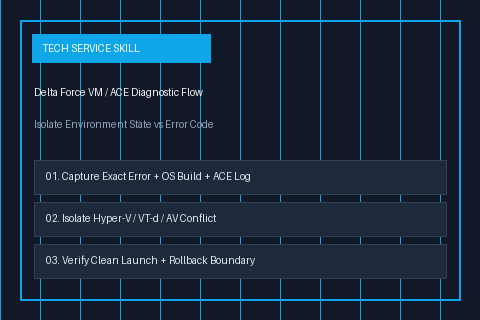 TECH SERVICE SKILL
Delta Force VM / ACE Diagnostic Flow
Isolate Environment State vs Error Code
01. Capture Exact Error + OS Build + ACE Log
02. Isolate Hyper-V / VT-d / AV Conflict
03. Verify Clean Launch + Rollback Boundary